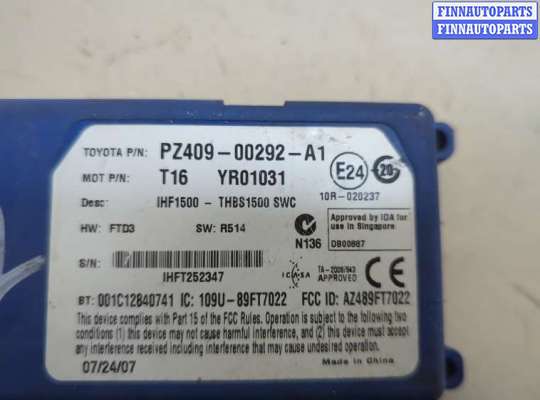 FINNAUTOPARTS
FINNAUTOPARTS
TOYOTA P/N: PZ409-00292-A1
MOT P/N: T16 YR01031
Desc: IHF1500 - THBS1500 SWC
HW: FTD3 SW: R514
S/N:
IHFT252347
E24
10R-020237
N136
Approved by IDA for
use in Singapore
DB00867
ICASA
TA-2006/943
APPROVED
BT: 001C12840741 IC: 109U-89FT7022 FCC ID: AZ489FT7022
This device complies with Part 15 of the FCC Rules. Operation is subject to the following two
conditions (1) this device may not cause harmful interference, and (2) this device must accept
any interference received including interference that may cause undesired operation.
07/24/07 Made in China